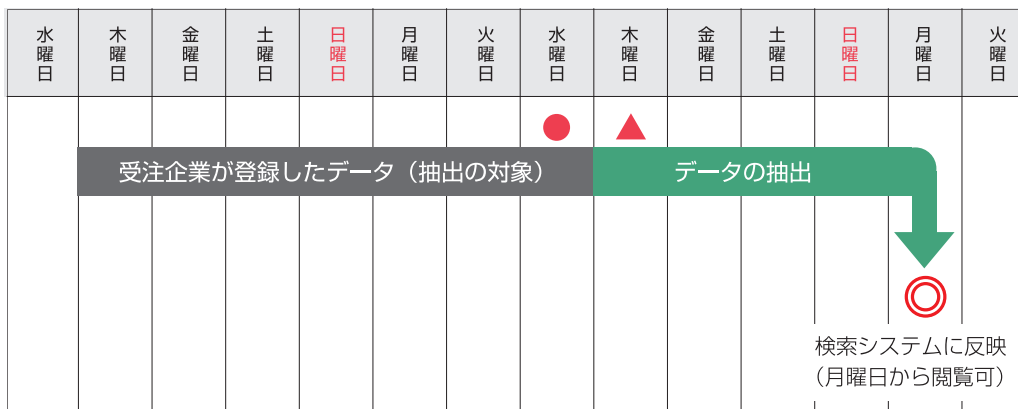 水曜日
木曜日
金曜日
土曜日
日曜日
月曜日
火曜日
水曜日
木曜日
金曜日
土曜日
日曜日
月曜日
火曜日
受注企業が登録したデータ（抽出の対象）
データの抽出
検索システムに反映
（月曜日から閲覧可）